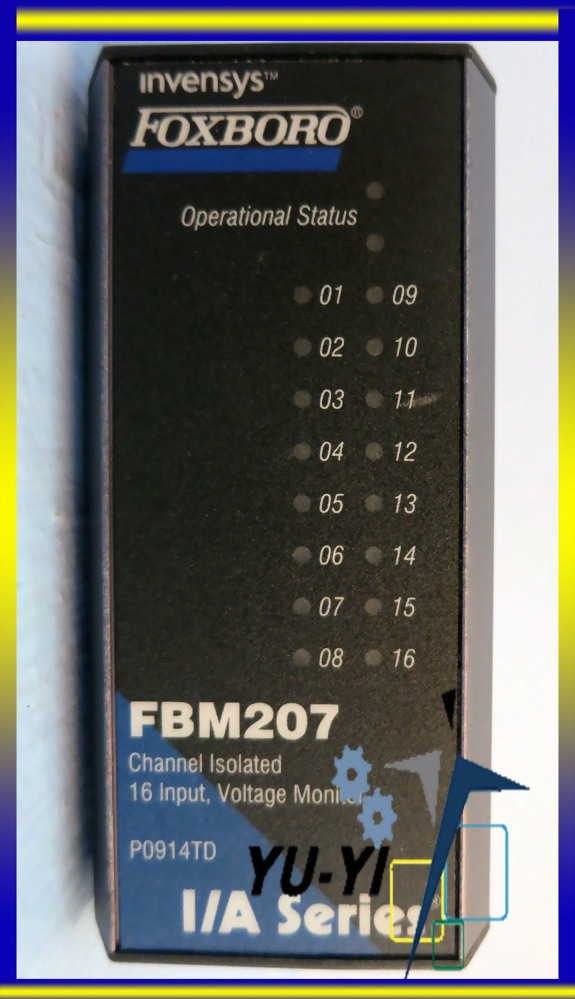 invensys™
FOXBORO®
Operational Status
01 09
02 10
03 11
04 12
05 13
06 14
07 15
08 16
FBM207
Channel Isolated
16 Input, Voltage Monitor
P0914TD
YU-YI
I/A Series®